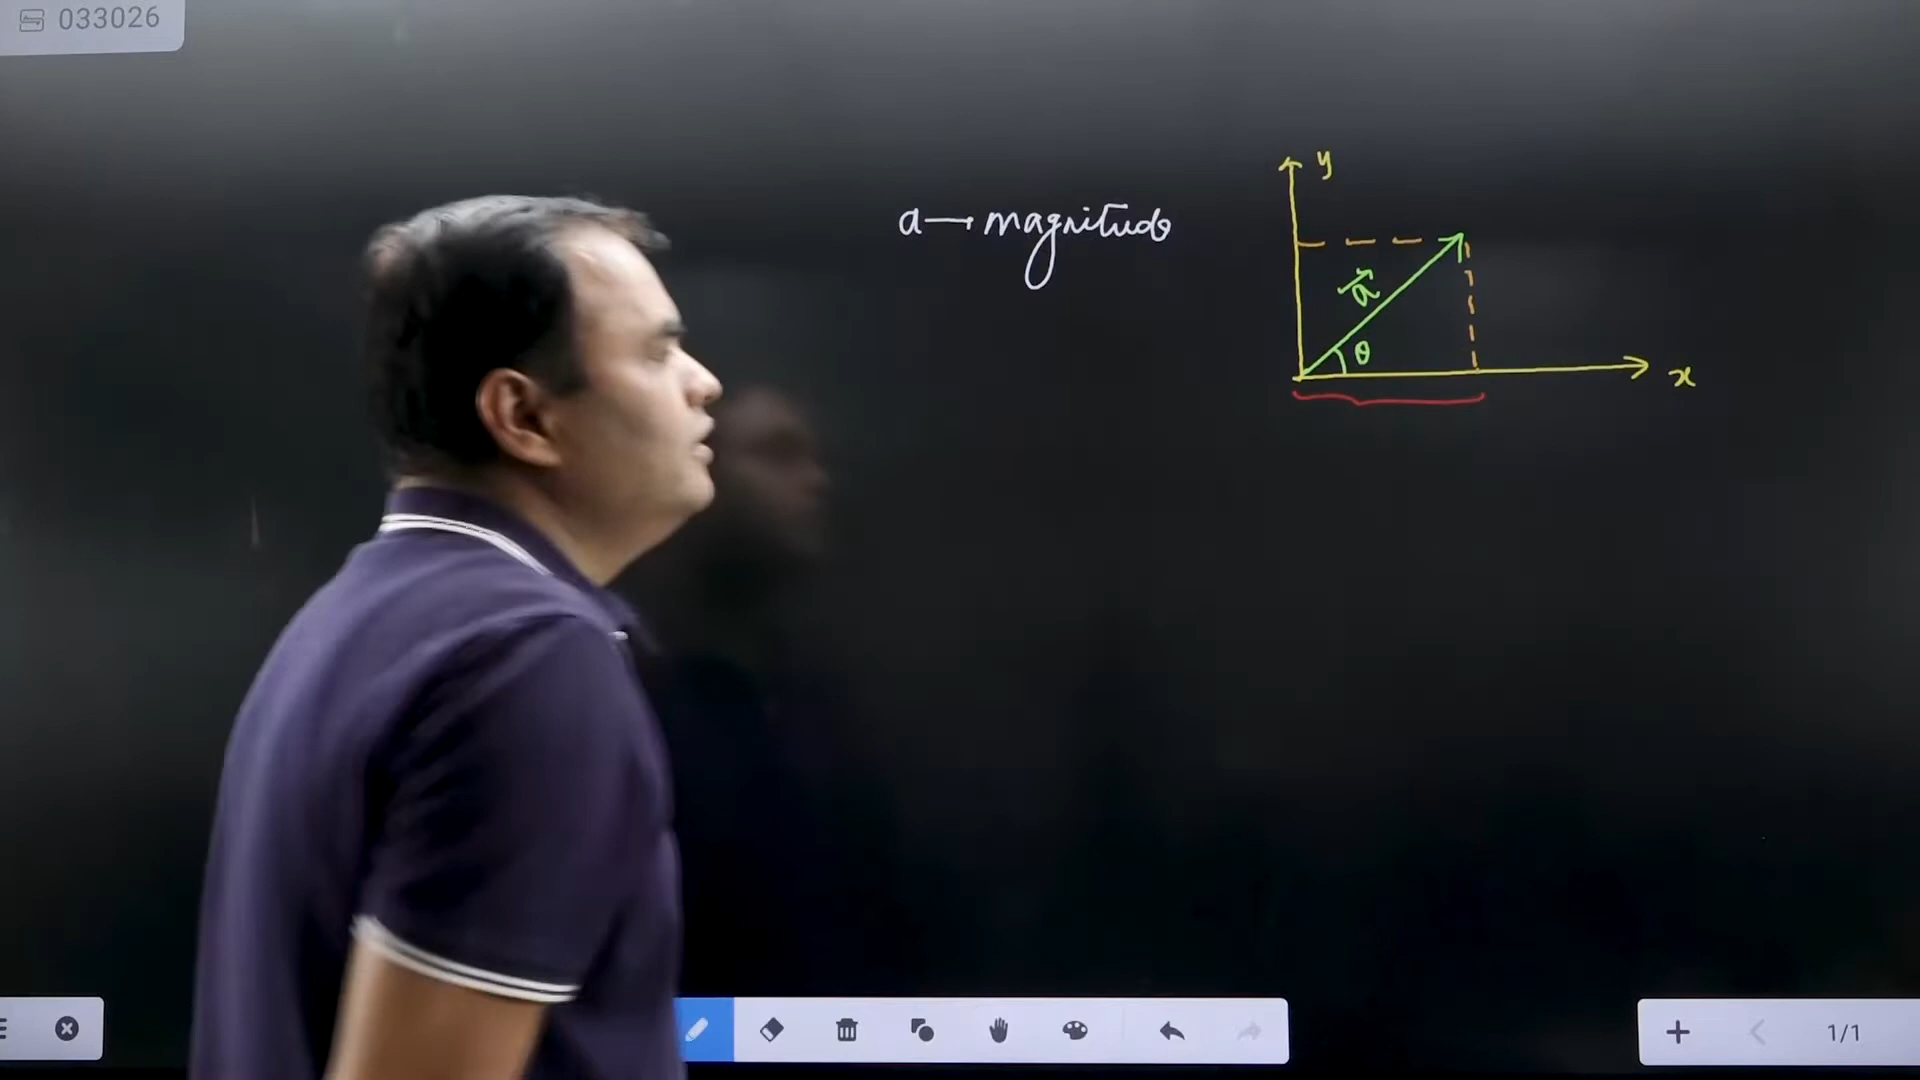 033026
y
a → magnitude
a⃗
θ
x
1/1